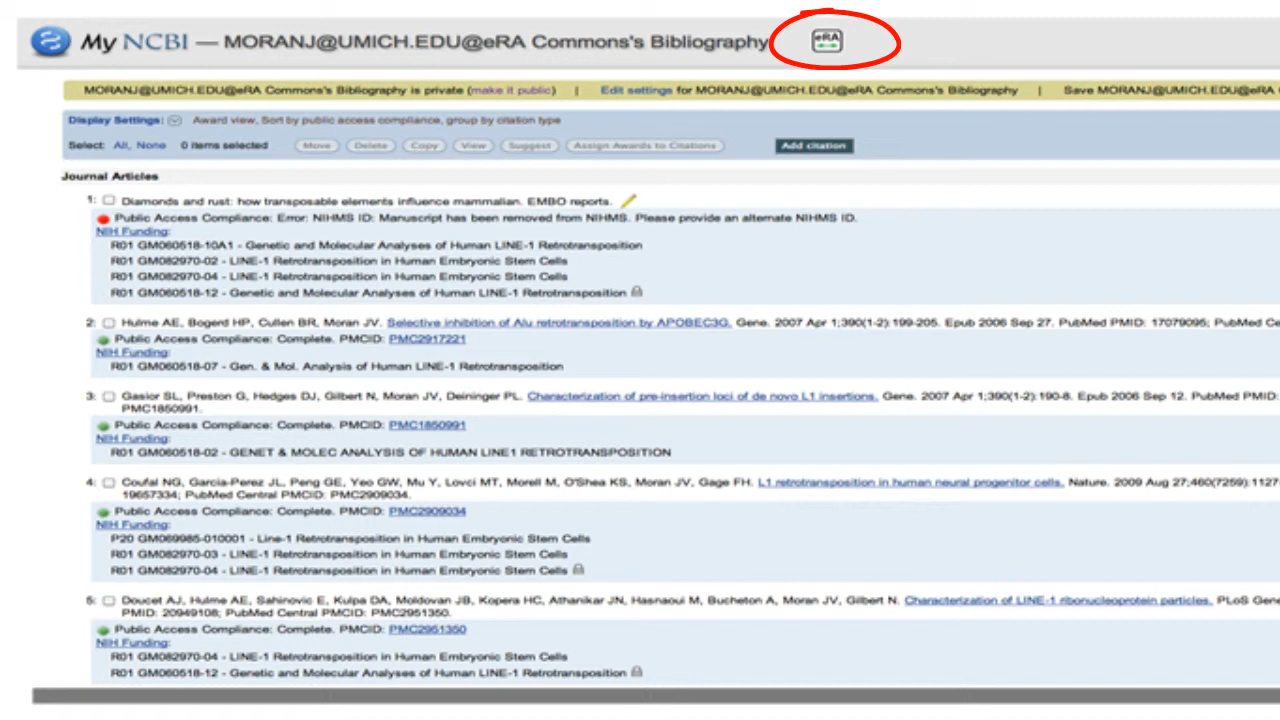 My NCBI — MORANJ@UMICH.EDU@eRA Commons's Bibliography eRA
MORANJ@UMICH.EDU@eRA Commons's Bibliography is private (make it public) | Edit settings for MORANJ@UMICH.EDU@eRA Commons's Bibliography | Save MORANJ@UMICH.EDU@eRA
Display Settings: Award view, Sort by public access compliance, group by citation type
Select: All, None 0 items selected Move Delete Copy View Suggest Assign Awards to Citations Add citation
Journal Articles
1: Diamonds and rust: how transposable elements influence mammalian. EMBO reports.
Public Access Compliance: Error: NIHMS ID: Manuscript has been removed from NIHMS. Please provide an alternate NIHMS ID.
NIH Funding:
R01 GM060518-10A1 - Genetic and Molecular Analyses of Human LINE-1 Retrotransposition
R01 GM082970-02 - LINE-1 Retrotransposition in Human Embryonic Stem Cells
R01 GM082970-04 - LINE-1 Retrotransposition in Human Embryonic Stem Cells
R01 GM060518-12 - Genetic and Molecular Analyses of Human LINE-1 Retrotransposition
2: Hulme AE, Bogerd HP, Cullen BR, Moran JV. Selective inhibition of Alu retrotransposition by APOBEC3G. Gene. 2007 Apr 1;390(1-2):199-205. Epub 2006 Sep 27. PubMed PMID: 17079095; PubMed Ce
Public Access Compliance: Complete. PMCID: PMC2917221
NIH Funding:
R01 GM060518-07 - Gen. & Mol. Analysis of Human LINE-1 Retrotransposition
3: Gasior SL, Preston G, Hedges DJ, Gilbert N, Moran JV, Deininger PL. Characterization of pre-insertion loci of de novo L1 insertions. Gene. 2007 Apr 1;390(1-2):190-8. Epub 2006 Sep 12. PubMed PMID:
PMC1850991.
Public Access Compliance: Complete. PMCID: PMC1850991
NIH Funding:
R01 GM060518-02 - GENET & MOLEC ANALYSIS OF HUMAN LINE1 RETROTRANSPOSITION
4: Coufal NG, Garcia-Perez JL, Peng GE, Yeo GW, Mu Y, Lovci MT, Morell M, O'Shea KS, Moran JV, Gage FH. L1 retrotransposition in human neural progenitor cells. Nature. 2009 Aug 27;460(7259):1127
19657334; PubMed Central PMCID: PMC2909034.
Public Access Compliance: Complete. PMCID: PMC2909034
NIH Funding:
P20 GM069985-010001 - Line-1 Retrotransposition in Human Embryonic Stem Cells
R01 GM082970-03 - LINE-1 Retrotransposition in Human Embryonic Stem Cells
R01 GM082970-04 - LINE-1 Retrotransposition in Human Embryonic Stem Cells
5: Doucet AJ, Hulme AE, Sahinovic E, Kulpa DA, Moldovan JB, Kopera HC, Athanikar JN, Hasnaoui M, Bucheton A, Moran JV, Gilbert N. Characterization of LINE-1 ribonucleoprotein particles. PLoS Gene
PMID: 20949108; PubMed Central PMCID: PMC2951350.
Public Access Compliance: Complete. PMCID: PMC2951350
NIH Funding:
R01 GM082970-04 - LINE-1 Retrotransposition in Human Embryonic Stem Cells
R01 GM060518-12 - Genetic and Molecular Analyses of Human LINE-1 Retrotransposition